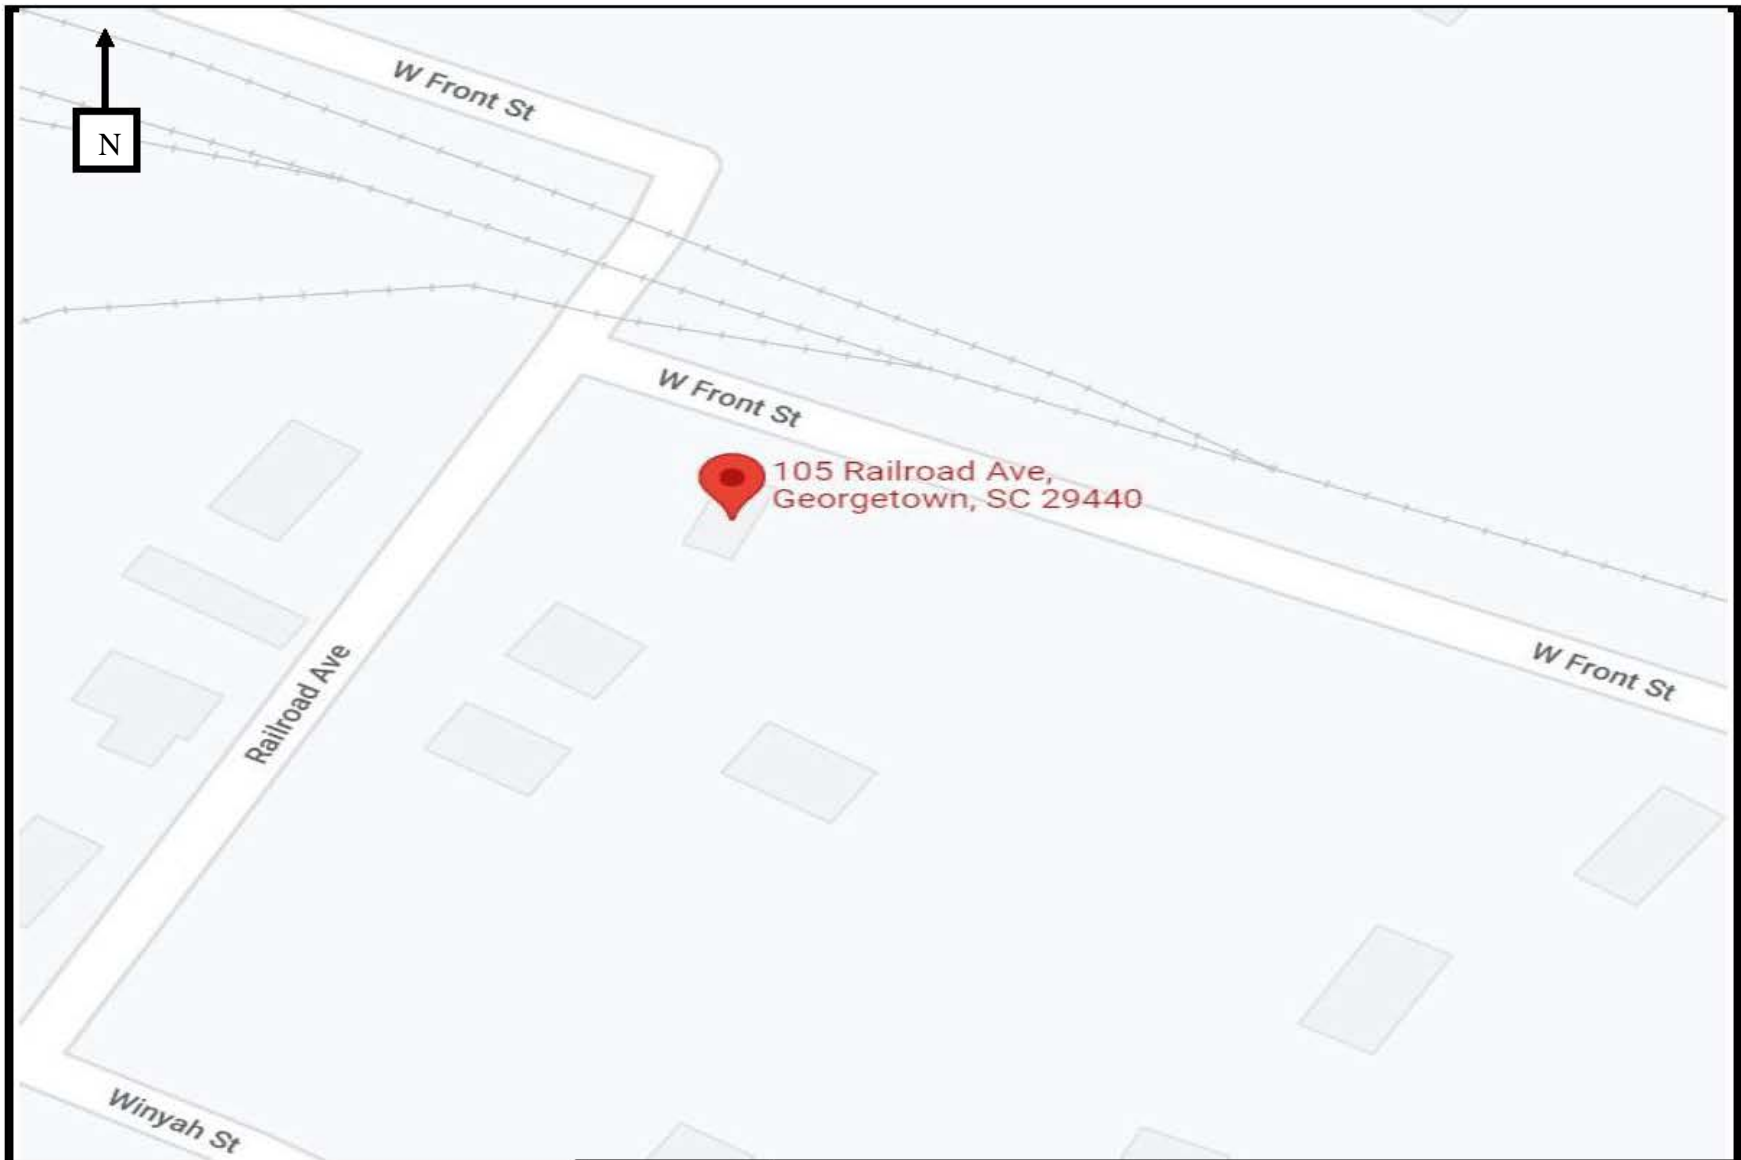 W Front St
N
W Front St
105 Railroad Ave,
Georgetown, SC 29440
W Front St
Railroad Ave
Winyah St